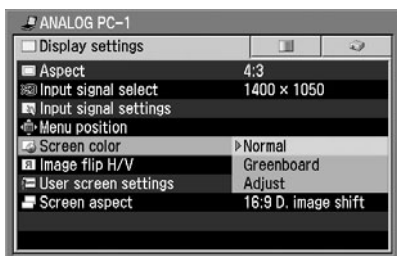 ANALOG PC-1
Display settings
Aspect 4:3
Input signal select 1400 × 1050
Input signal settings
Menu position
Screen color Normal
Image flip H/V Greenboard
User screen settings Adjust
Screen aspect 16:9 D. image shift